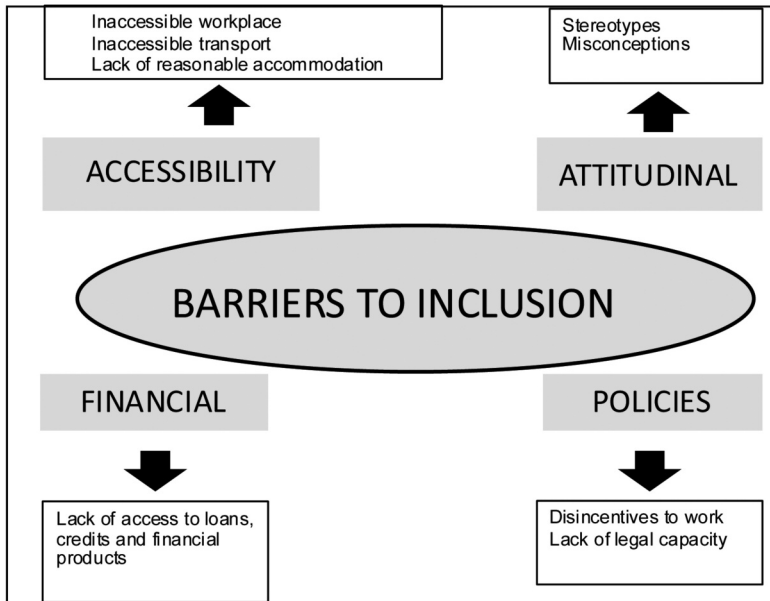 Inaccessible workplace
Inaccessible transport
Lack of reasonable accommodation
Stereotypes
Misconceptions
ACCESSIBILITY
ATTITUDINAL
BARRIERS TO INCLUSION
FINANCIAL
POLICIES
Lack of access to loans,
credits and financial
products
Disincentives to work
Lack of legal capacity